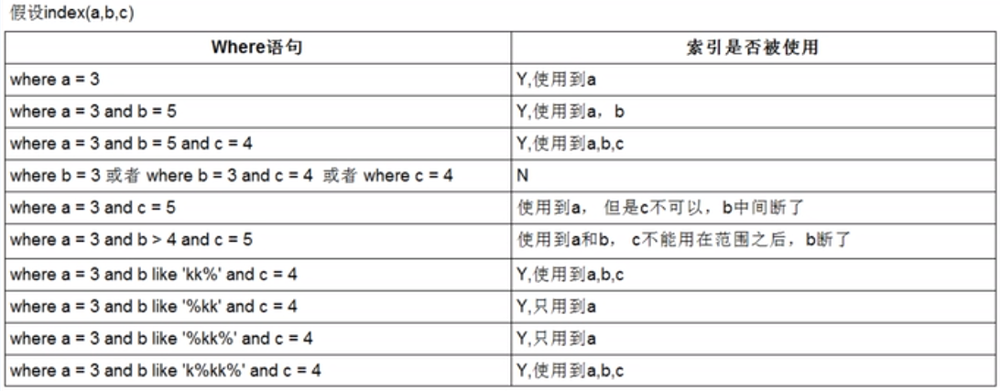 假设index(a,b,c)
Where语句 索引是否被使用
where a = 3 Y,使用到a
where a = 3 and b = 5 Y,使用到a，b
where a = 3 and b = 5 and c = 4 Y,使用到a,b,c
where b = 3 或者 where b = 3 and c = 4 或者 where c = 4 N
where a = 3 and c = 5 使用到a， 但是c不可以，b中间断了
where a = 3 and b > 4 and c = 5 使用到a和b， c不能用在范围之后，b断了
where a = 3 and b like 'kk%' and c = 4 Y,使用到a,b,c
where a = 3 and b like '%kk' and c = 4 Y,只用到a
where a = 3 and b like '%kk%' and c = 4 Y,只用到a
where a = 3 and b like 'k%kk%' and c = 4 Y,使用到a,b,c